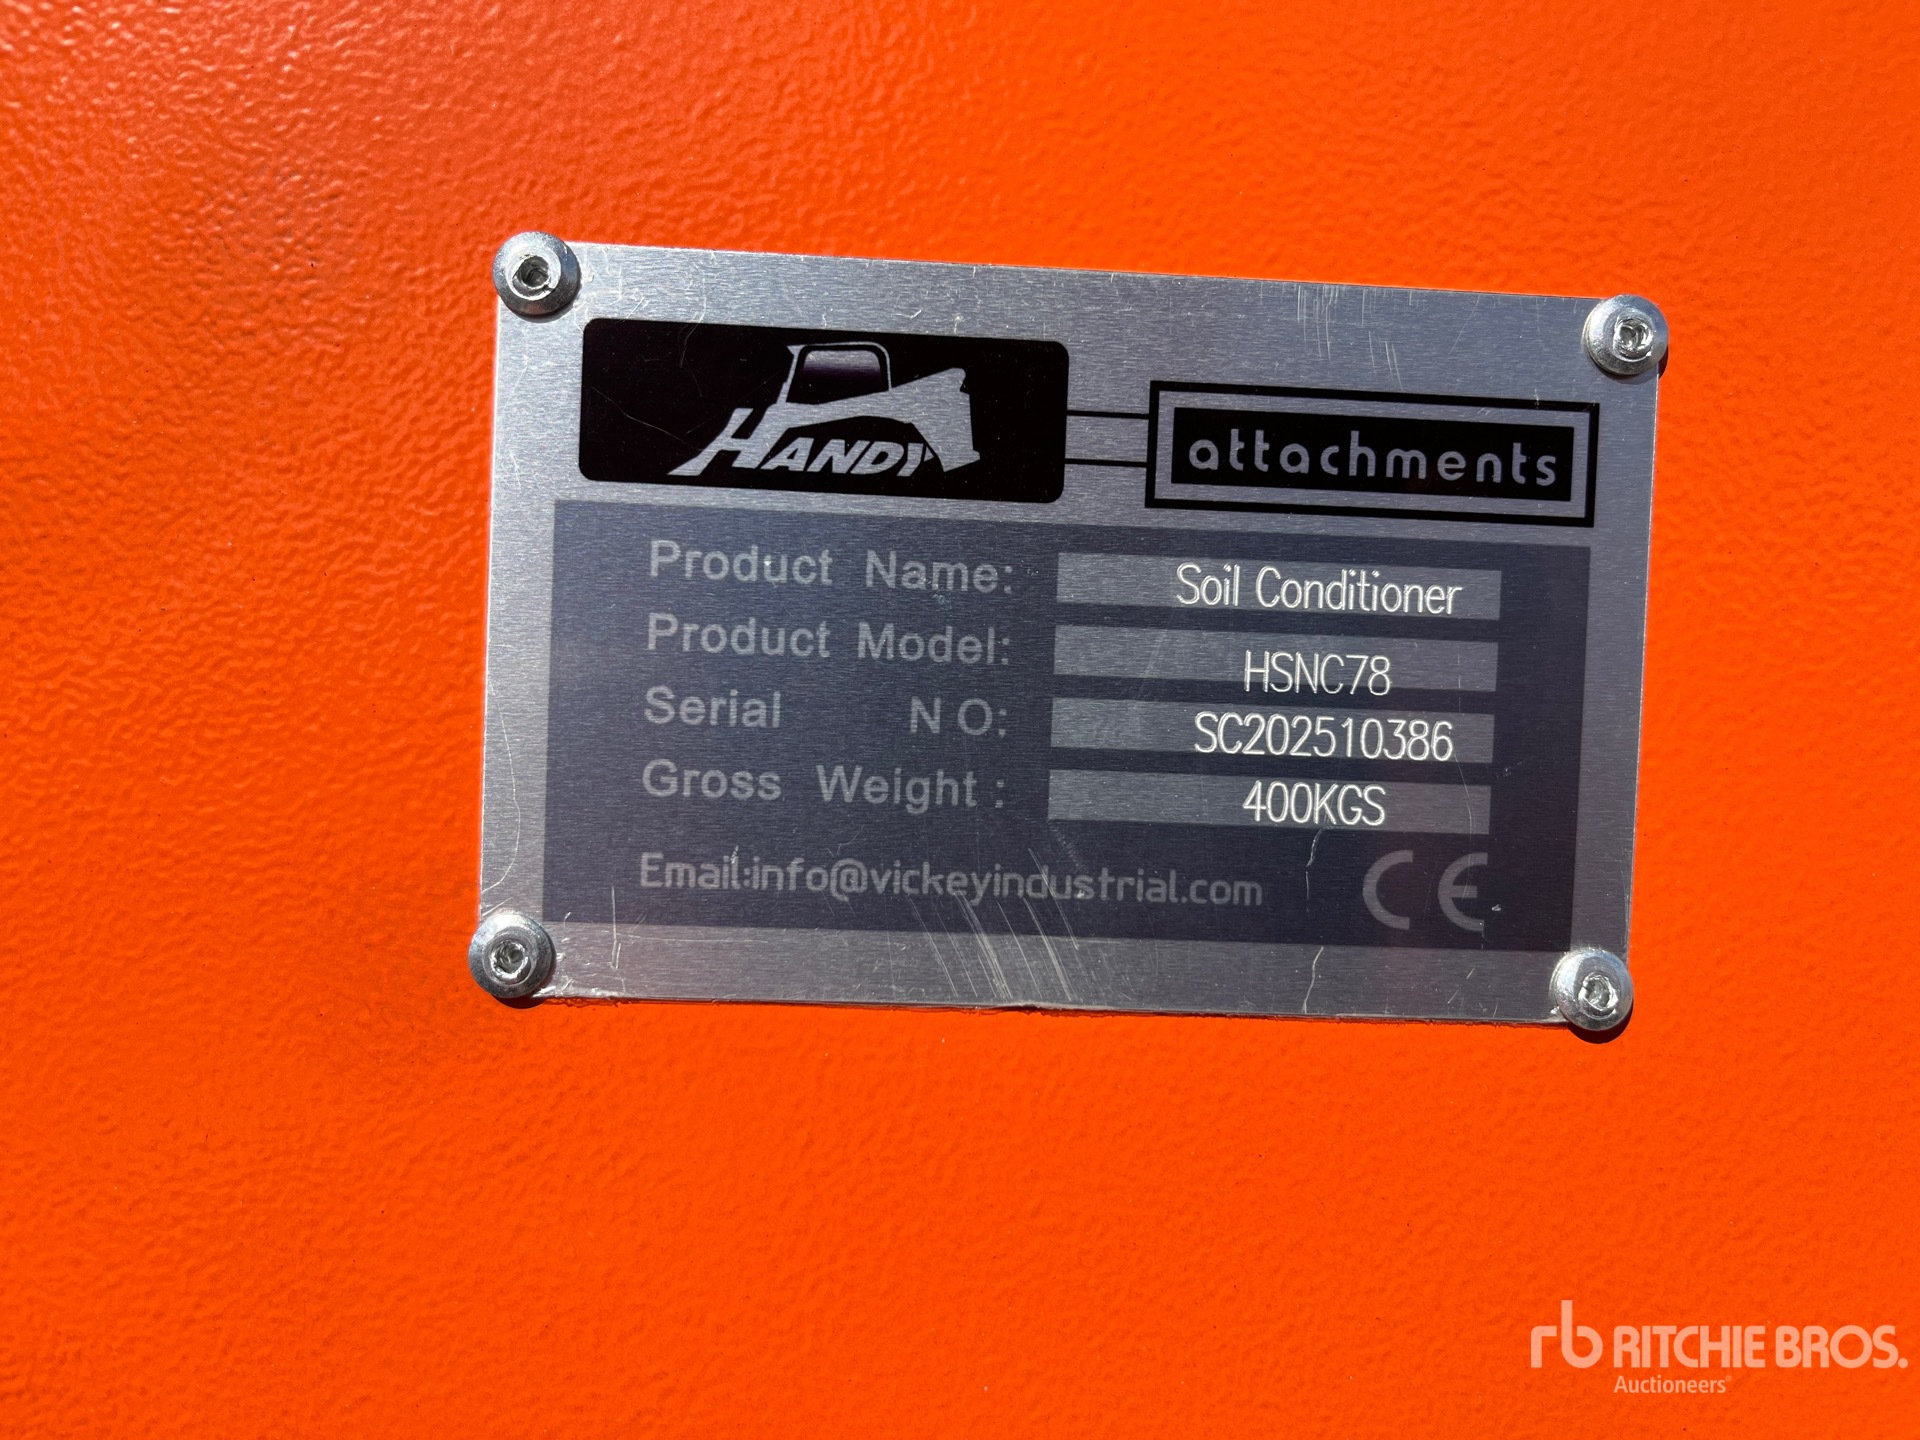 HANDY
attachments
Product Name: Soil Conditioner
Product Model: HSNC78
Serial NO: SC202510386
Gross Weight: 400KGS
Email:info@vickeyindustrial.com CE
rb RITCHIE BROS.
Auctioneers